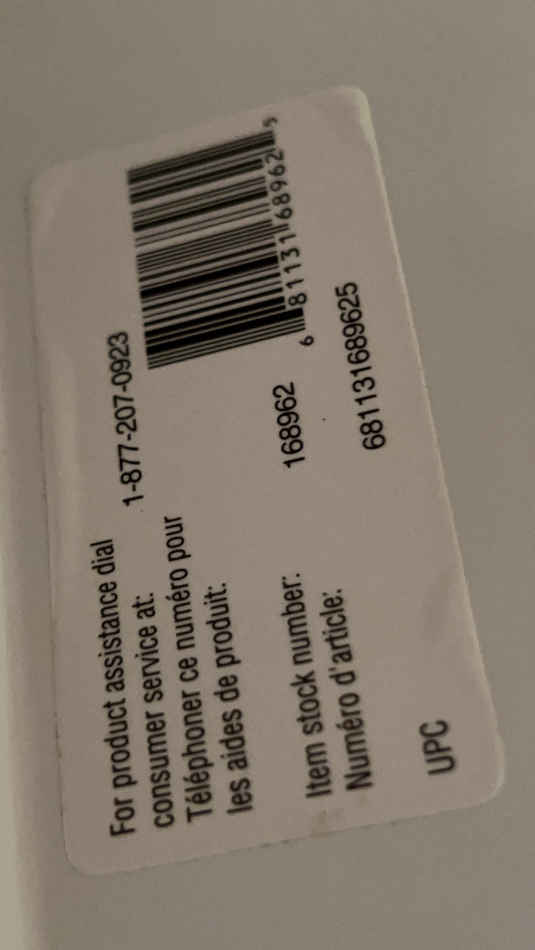 For product assistance dial
consumer service at: 1-877-207-0923
Téléphoner ce numéro pour
les aides de produit:
6 81131 68962 5
Item stock number: 168962
Numéro d'article:
UPC 681131689625